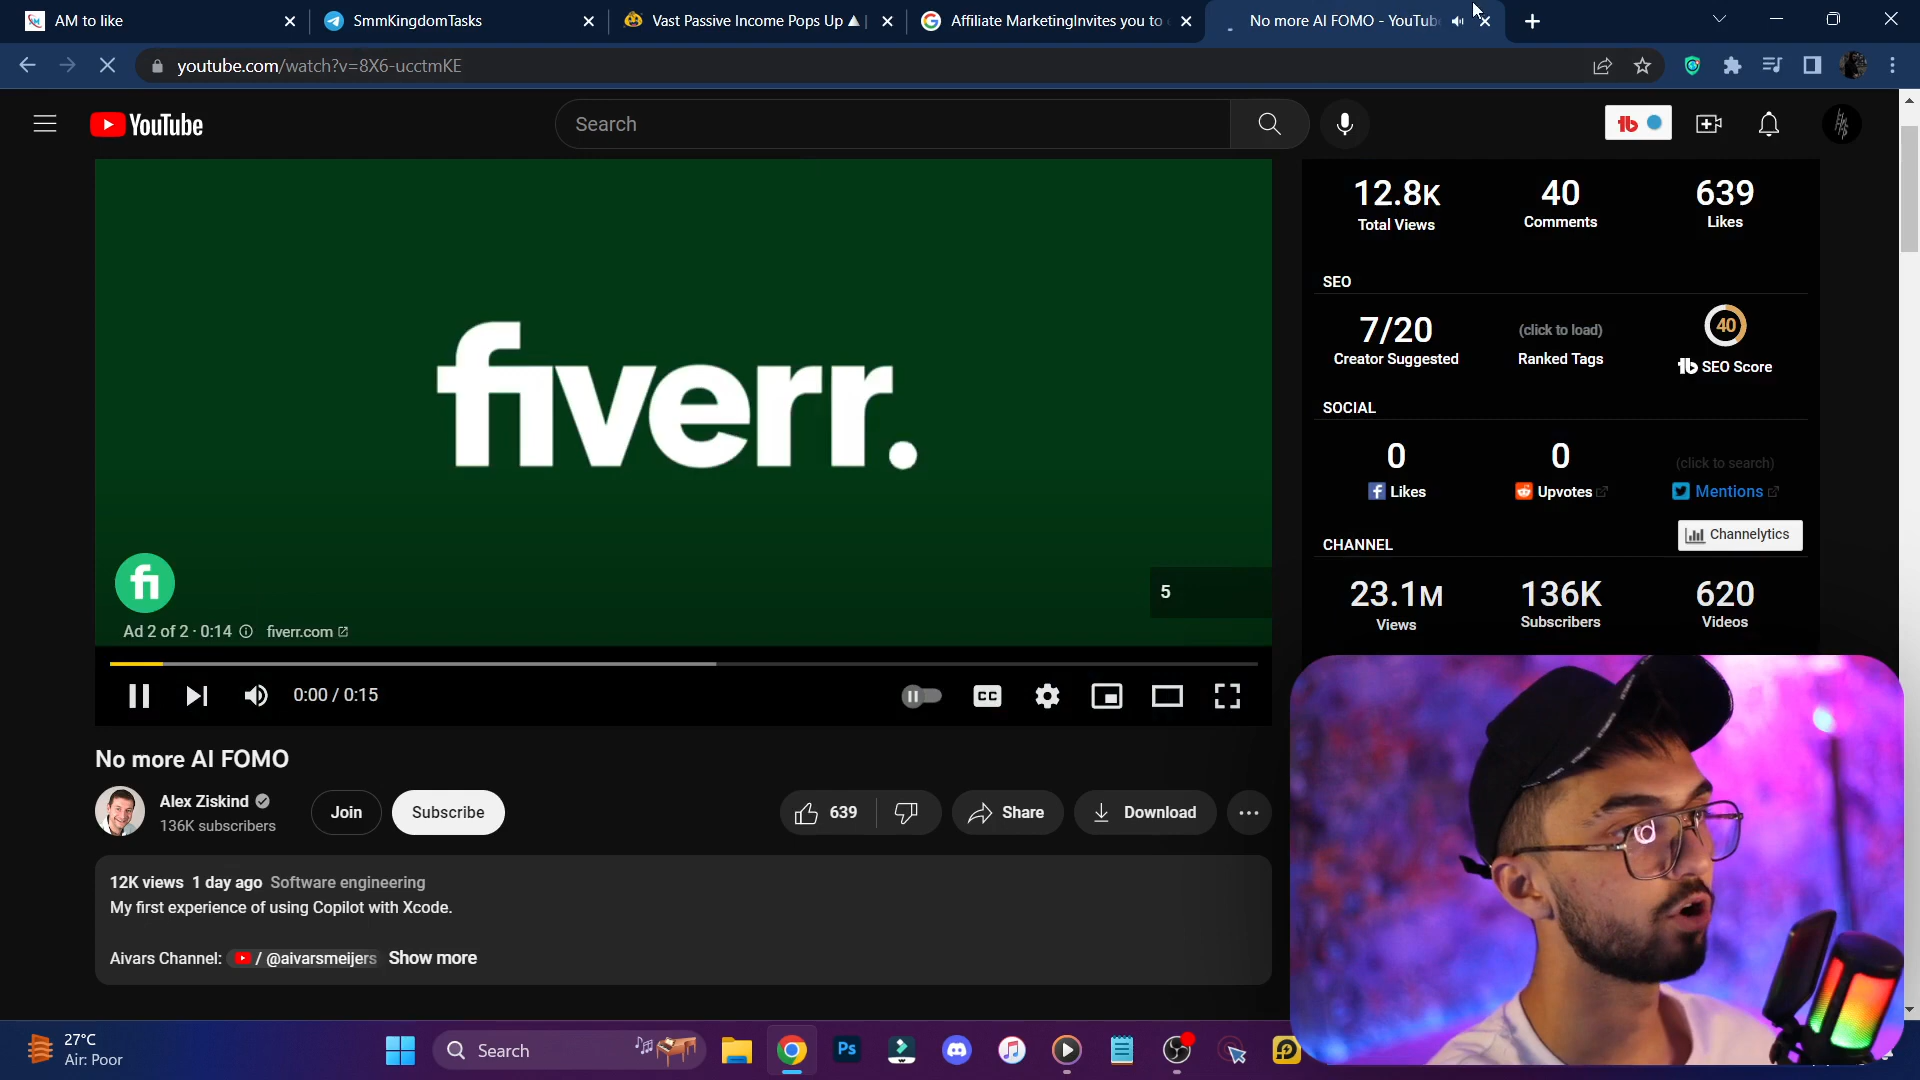 AM to like
SmmKingdomTasks
Vast Passive Income Pops Up
Affiliate MarketingInvites you to
No more AI FOMO - YouTub
youtube.com/watch?v=8X6-ucctmKE
YouTube
Search
12.8K
Total Views
40
Comments
639
Likes
SEO
7/20
Creator Suggested
(click to load)
Ranked Tags
40
tb SEO Score
SOCIAL
0
Likes
0
Upvotes
(click to search)
Mentions
CHANNEL
Channelytics
23.1M
Views
136K
Subscribers
620
Videos
fiverr.
fi
5
Ad 2 of 2 · 0:14
fiverr.com
0:00 / 0:15
CC
No more AI FOMO
Alex Ziskind
136K subscribers
Join
Subscribe
639
Share
Download
12K views 1 day ago Software engineering
My first experience of using Copilot with Xcode.
Aivars Channel: / @aivarsmeijers Show more
27°C
Air: Poor
Search
Ps